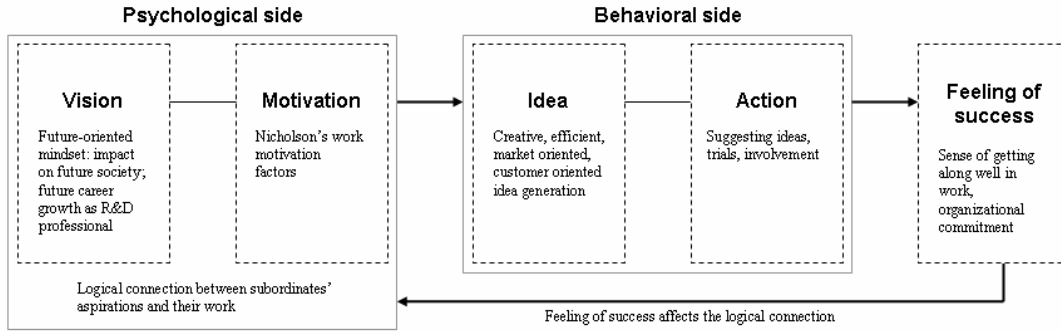 Psychological side
Behavioral side
Vision
Future-oriented
mindset: impact
on future society;
future career
growth as R&D
professional
Motivation
Nicholson's work
motivation
factors
Idea
Creative, efficient,
market oriented,
customer oriented
idea generation
Action
Suggesting ideas,
trials, involvement
Feeling of
success
Sense of getting
along well in
work,
organizational
commitment
Logical connection between subordinates'
aspirations and their work
Feeling of success affects the logical connection